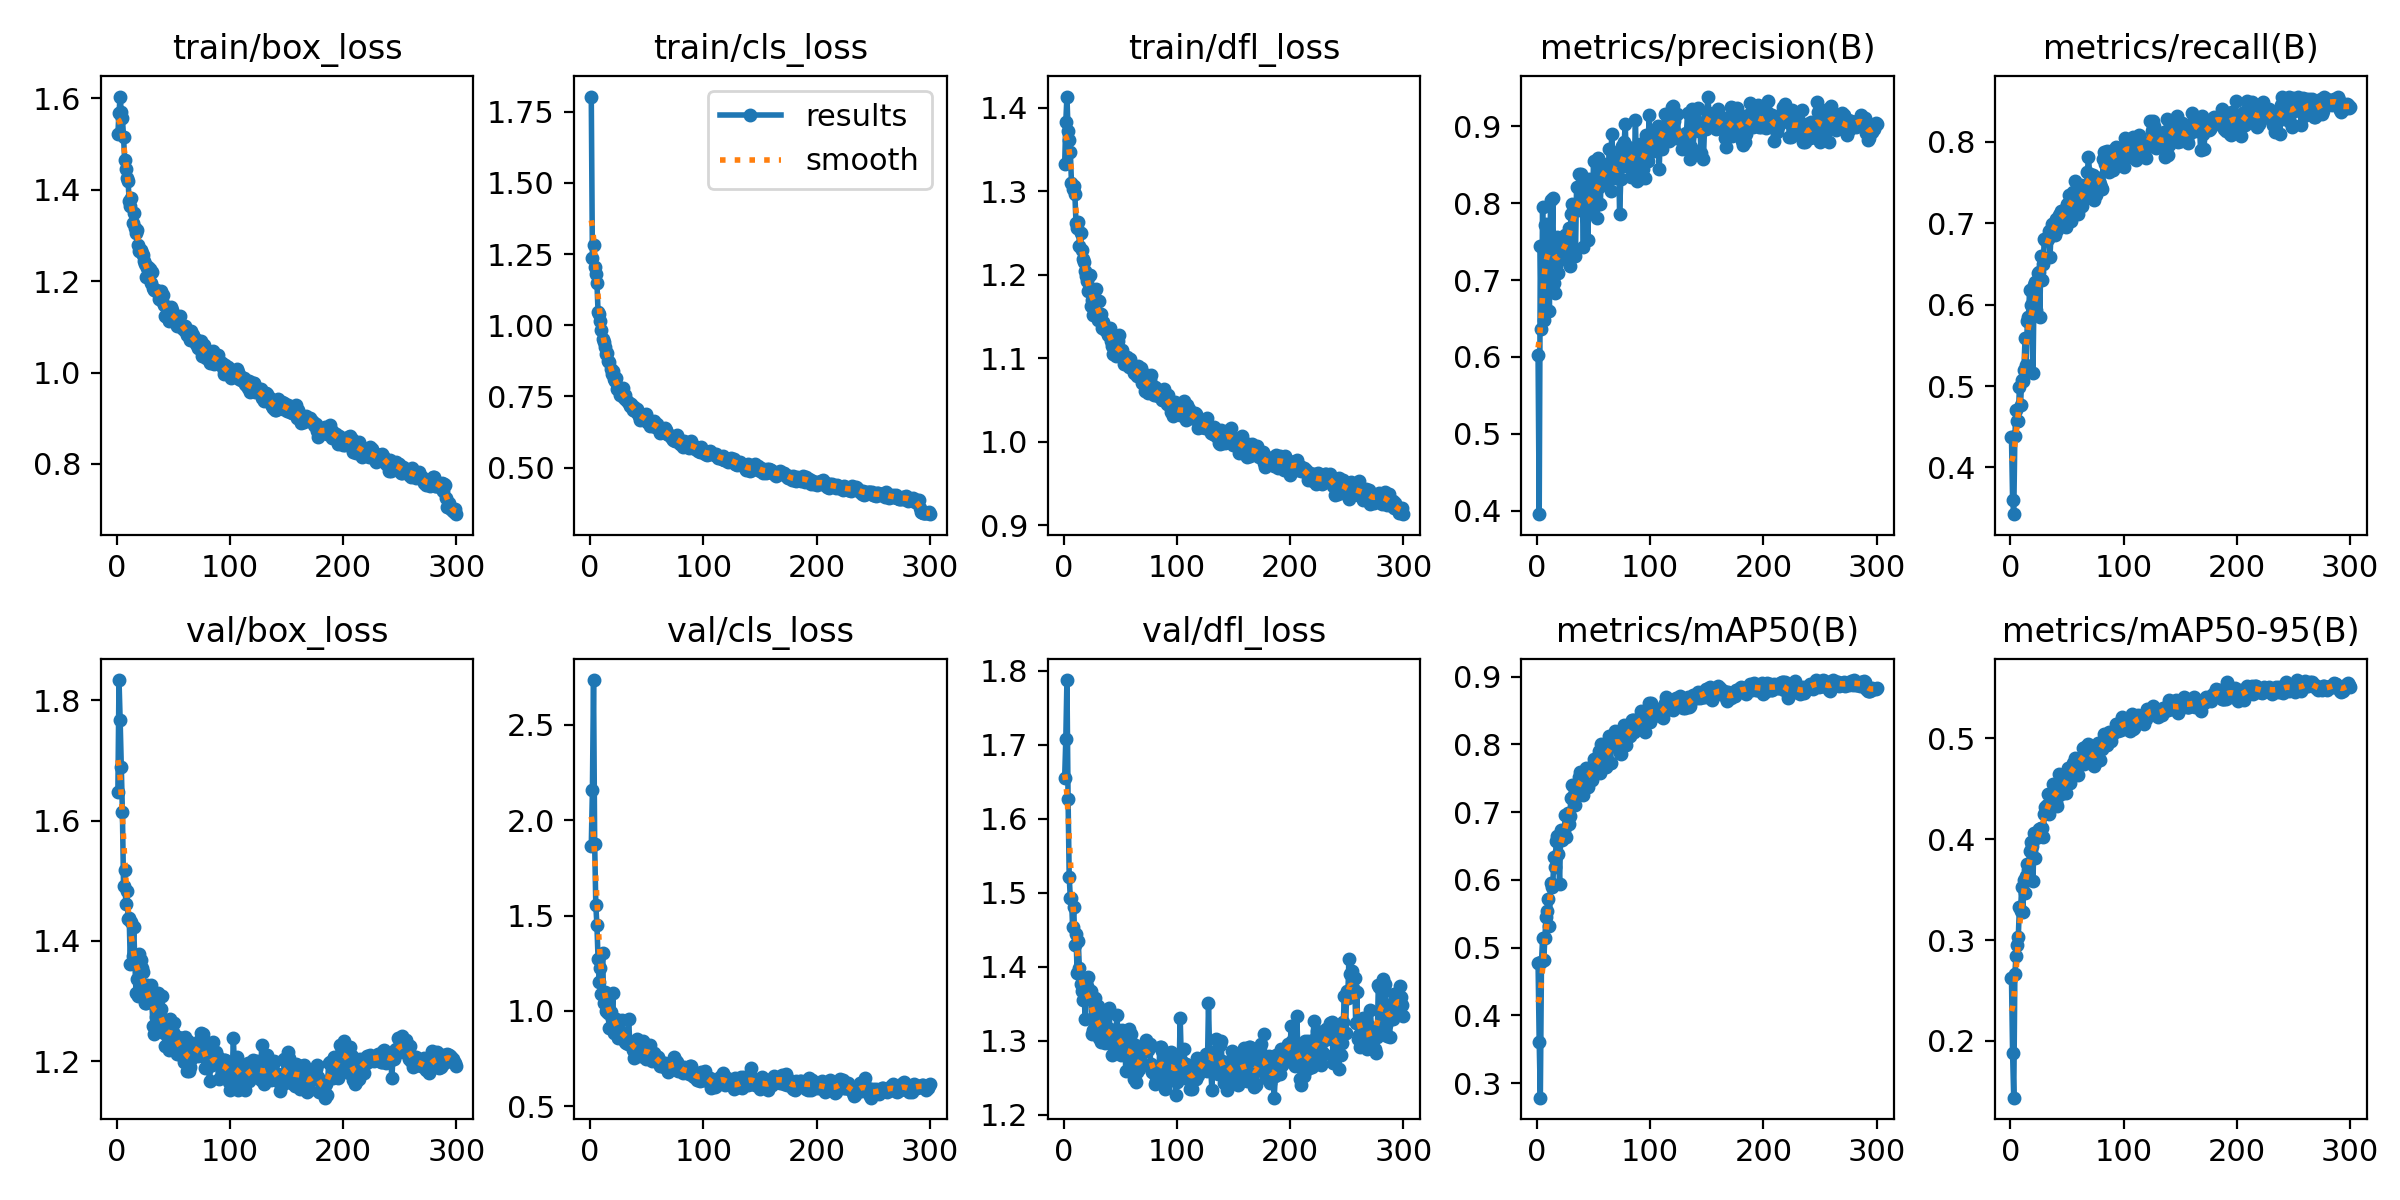 train/box_loss
1.6
1.4
1.2
1.0
0.8
0 100 200 300
train/cls_loss
results
smooth
1.75
1.50
1.25
1.00
0.75
0.50
0 100 200 300
train/dfl_loss
1.4
1.3
1.2
1.1
1.0
0.9
0 100 200 300
metrics/precision(B)
0.9
0.8
0.7
0.6
0.5
0.4
0 100 200 300
metrics/recall(B)
0.8
0.7
0.6
0.5
0.4
0 100 200 300
val/box_loss
1.8
1.6
1.4
1.2
0 100 200 300
val/cls_loss
2.5
2.0
1.5
1.0
0.5
0 100 200 300
val/dfl_loss
1.8
1.7
1.6
1.5
1.4
1.3
1.2
0 100 200 300
metrics/mAP50(B)
0.9
0.8
0.7
0.6
0.5
0.4
0.3
0 100 200 300
metrics/mAP50-95(B)
0.5
0.4
0.3
0.2
0 100 200 300